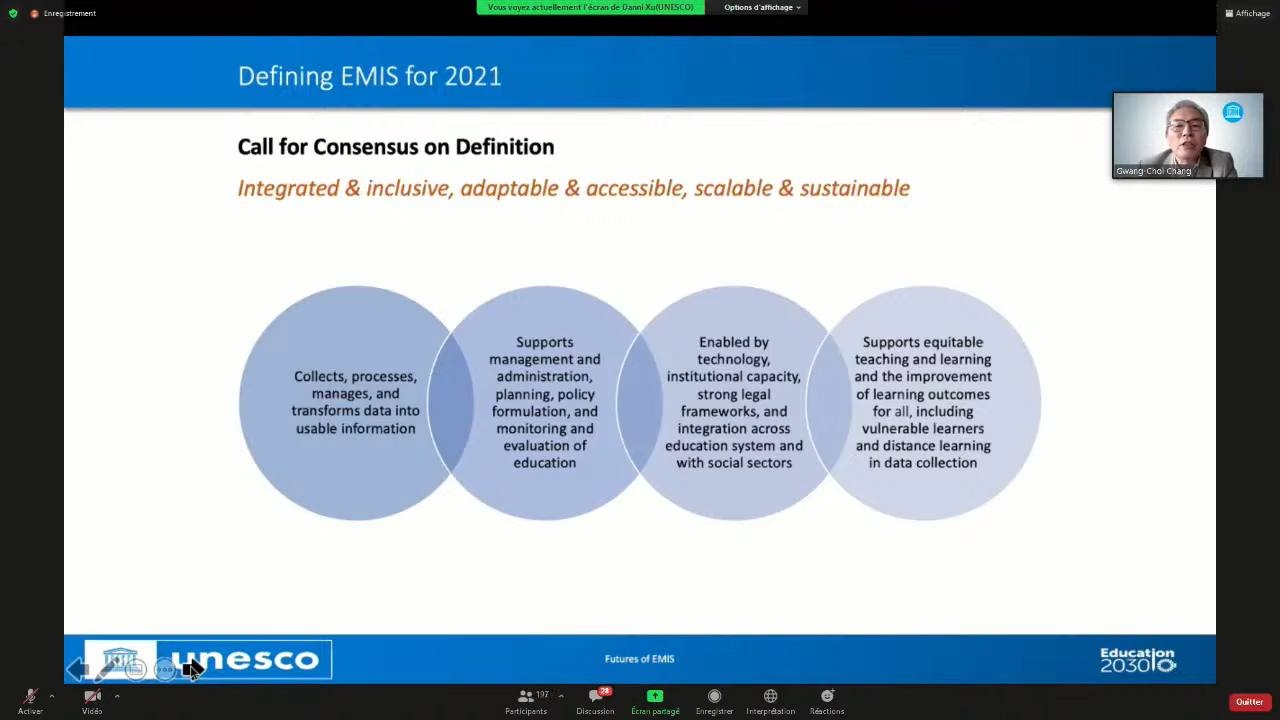 Enregistrement
Vous voyez actuellement l'écran de Danni Xu(UNESCO)
Options d'affichage
Affichage
Defining EMIS for 2021
Call for Consensus on Definition
Integrated & inclusive, adaptable & accessible, scalable & sustainable
Gwang-Chol Chang
Collects, processes,
manages, and
transforms data into
usable information
Supports
management and
administration,
planning, policy
formulation, and
monitoring and
evaluation of
education
Enabled by
technology,
institutional capacity,
strong legal
frameworks, and
integration across
education system and
with social sectors
Supports equitable
teaching and learning
and the improvement
of learning outcomes
for all, including
vulnerable learners
and distance learning
in data collection
unesco
Futures of EMIS
Education
2030
Activer
Vidéo
197
Participants
28
Discussion
Écran partagé
Enregistrer
Interprétation
Réactions
Quitter